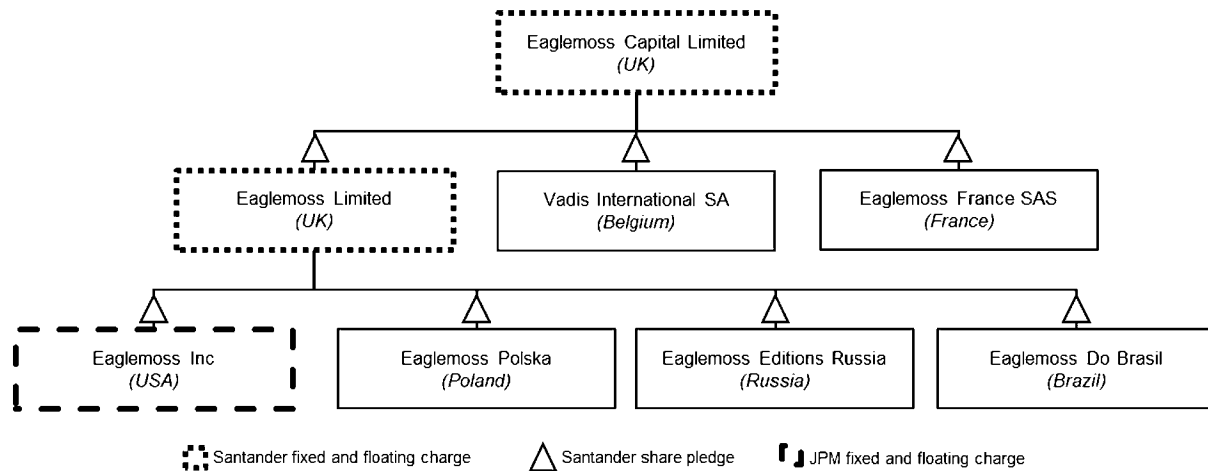 Eaglemoss Capital Limited
(UK)
Eaglemoss Limited
(UK)
Vadis International SA
(Belgium)
Eaglemoss France SAS
(France)
Eaglemoss Inc
(USA)
Eaglemoss Polska
(Poland)
Eaglemoss Editions Russia
(Russia)
Eaglemoss Do Brasil
(Brazil)
Santander fixed and floating charge
Santander share pledge
JPM fixed and floating charge